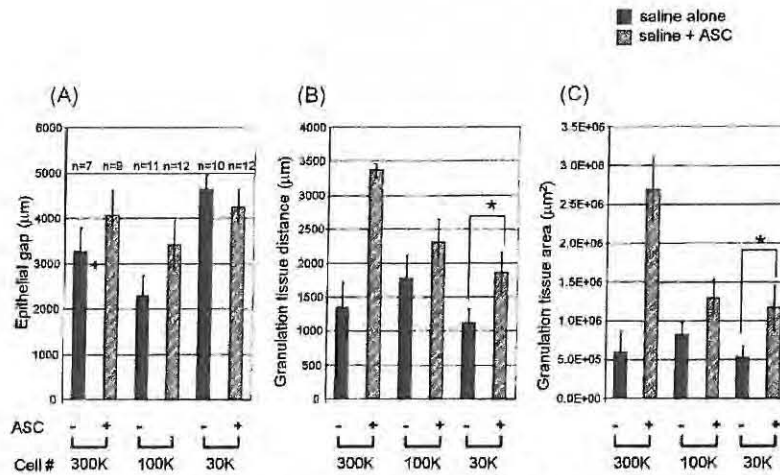 saline alone
saline + ASC
(A) (B) (C)
Epithelial gap (μm)
6000
5000
4000
3000
2000
1000
0
n=7 n=9 n=11 n=12 n=10 n=12
Granulation tissue distance (μm)
4000
3500
3000
2500
2000
1500
1000
500
0
*
Granulation tissue area (μm²)
3.5E+06
3.0E+06
2.5E+06
2.0E+06
1.5E+06
1.0E+06
5.0E+05
0.0E+00
*
ASC - + - + - + - + - + - + - + - + - +
Cell # 300K 100K 30K 300K 100K 30K 300K 100K 30K